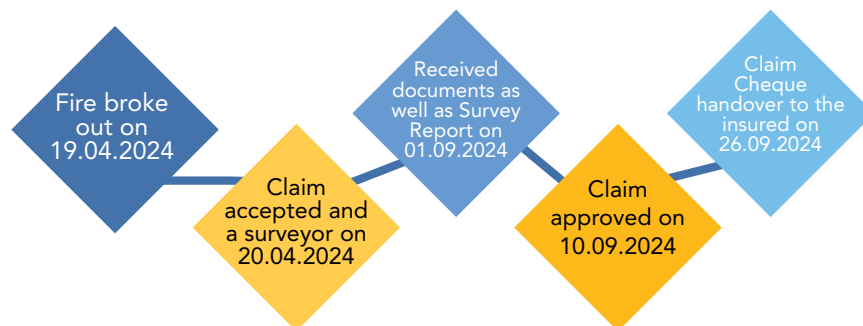 Fire broke
out on
19.04.2024
Claim
accepted and
a surveyor on
20.04.2024
Received
documents as
well as Survey
Report on
01.09.2024
Claim
approved on
10.09.2024
Claim
Cheque
handover to the
insured on
26.09.2024